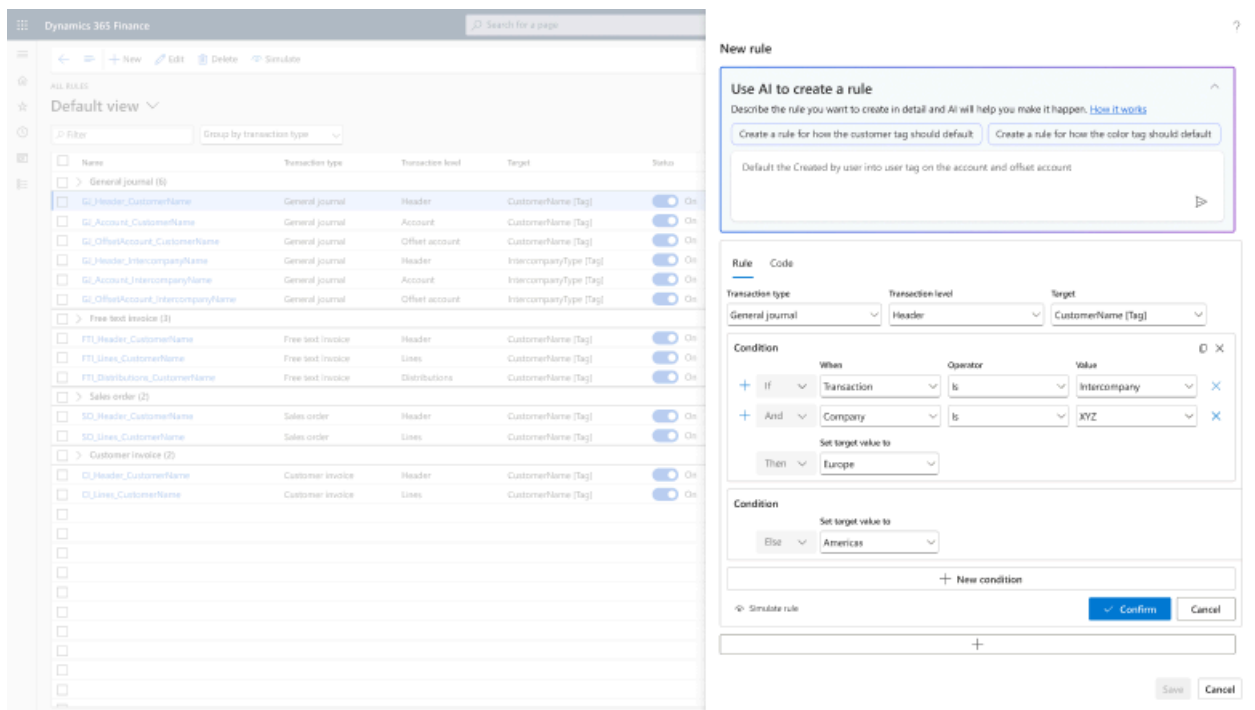 Dynamics 365 Finance
Search for a page
New Edit Delete Simulate
ALL RULES
Default view
Filter
Group by transaction type
Name Transaction type Transaction level Target Status
General journal (6)
GJ_Header_CustomerName General journal Header CustomerName [Tag] On
GJ_Account_CustomerName General journal Account CustomerName [Tag] On
GJ_OffsetAccount_CustomerName General journal Offset account CustomerName [Tag] On
GJ_Header_IntercompanyName General journal Header IntercompanyType [Tag] On
GJ_Account_IntercompanyName General journal Account IntercompanyType [Tag] On
GJ_OffsetAccount_IntercompanyName General journal Offset account IntercompanyType [Tag] On
Free text invoice (3)
FTI_Header_CustomerName Free text invoice Header CustomerName [Tag] On
FTI_Lines_CustomerName Free text invoice Lines CustomerName [Tag] On
FTI_Distributions_CustomerName Free text invoice Distributions CustomerName [Tag] On
Sales order (2)
SO_Header_CustomerName Sales order Header CustomerName [Tag] On
SO_Lines_CustomerName Sales order Lines CustomerName [Tag] On
Customer invoice (2)
CI_Header_CustomerName Customer invoice Header CustomerName [Tag] On
CI_Lines_CustomerName Customer invoice Lines CustomerName [Tag] On
?
New rule
Use AI to create a rule
Describe the rule you want to create in detail and AI will help you make it happen. How it works
Create a rule for how the customer tag should default
Create a rule for how the color tag should default
Default the Created by user into user tag on the account and offset account
Rule Code
Transaction type Transaction level Target
General journal Header CustomerName [Tag]
Condition
When Operator Value
If Transaction Is Intercompany
And Company Is XYZ
Set target value to
Then Europe
Condition
Set target value to
Else Americas
New condition
Simulate rule
Confirm Cancel
Save Cancel